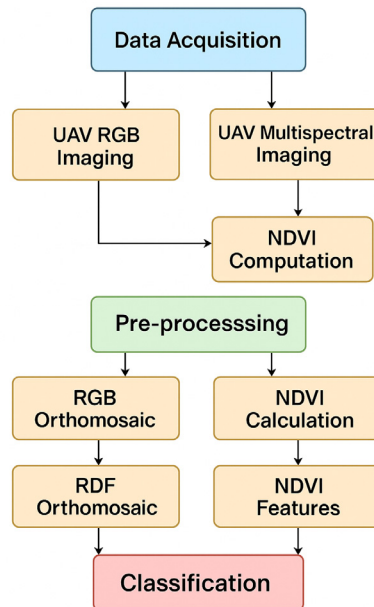 Data Acquisition
UAV RGB
Imaging
UAV Multispectral
Imaging
NDVI
Computation
Pre-processsing
RGB
Orthomosaic
NDVI
Calculation
RDF
Orthomosaic
NDVI
Features
Classification